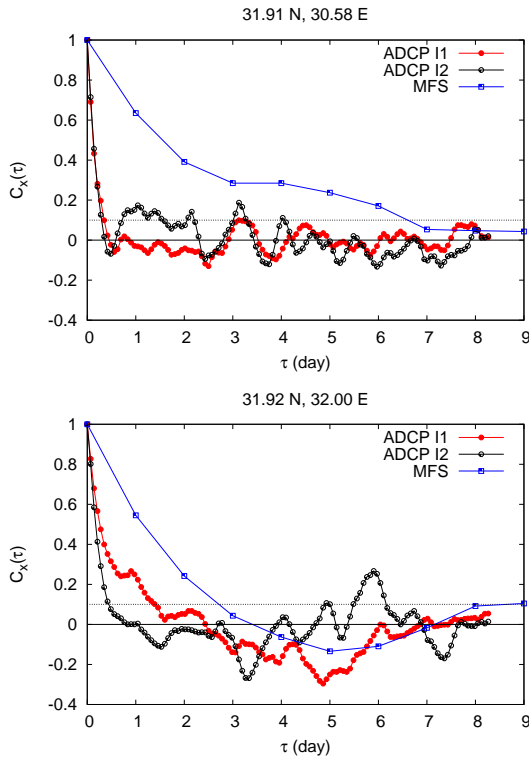 31.91 N, 30.58 E
ADCP I1
ADCP I2
MFS
Cx(τ)
1
0.8
0.6
0.4
0.2
0
-0.2
-0.4
0 1 2 3 4 5 6 7 8 9
τ (day)
31.92 N, 32.00 E
ADCP I1
ADCP I2
MFS
Cx(τ)
1
0.8
0.6
0.4
0.2
0
-0.2
-0.4
0 1 2 3 4 5 6 7 8 9
τ (day)